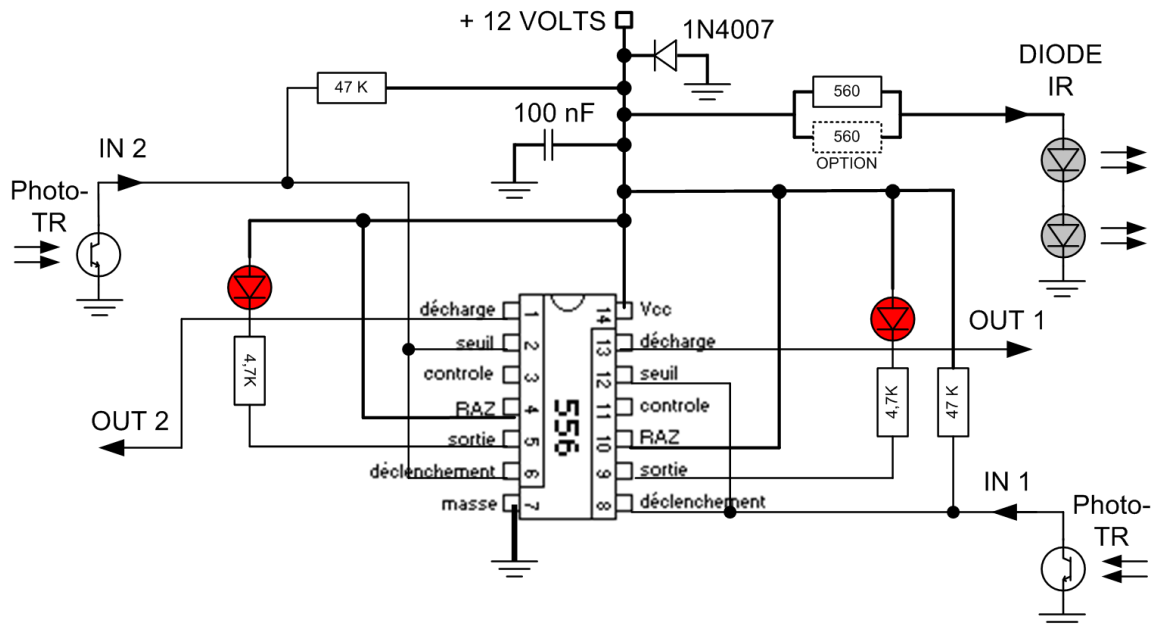 + 12 VOLTS
1N4007
DIODE
IR
47 K
560
100 nF
560
OPTION
IN 2
Photo-
TR
décharge
1
14
Vcc
OUT 1
seuil
2
13
décharge
4,7K
controle
3
12
seuil
4,7K
47 K
OUT 2
RAZ
4
556
11
controle
sortie
5
10
RAZ
déclenchement
6
9
sortie
masse
7
8
déclenchement
IN 1
Photo-
TR